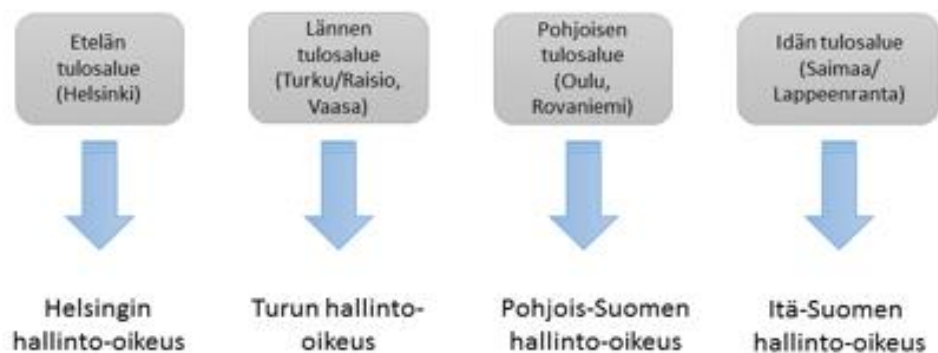 Etelän
tulosalue
(Helsinki)
Lännen
tulosalue
(Turku/Raisio,
Vaasa)
Pohjoisen
tulosalue
(Oulu,
Rovaniemi)
Idän tulosalue
(Saimaa/
Lappeenranta)
Helsingin
hallinto-oikeus
Turun hallinto-
oikeus
Pohjois-Suomen
hallinto-oikeus
Itä-Suomen
hallinto-oikeus